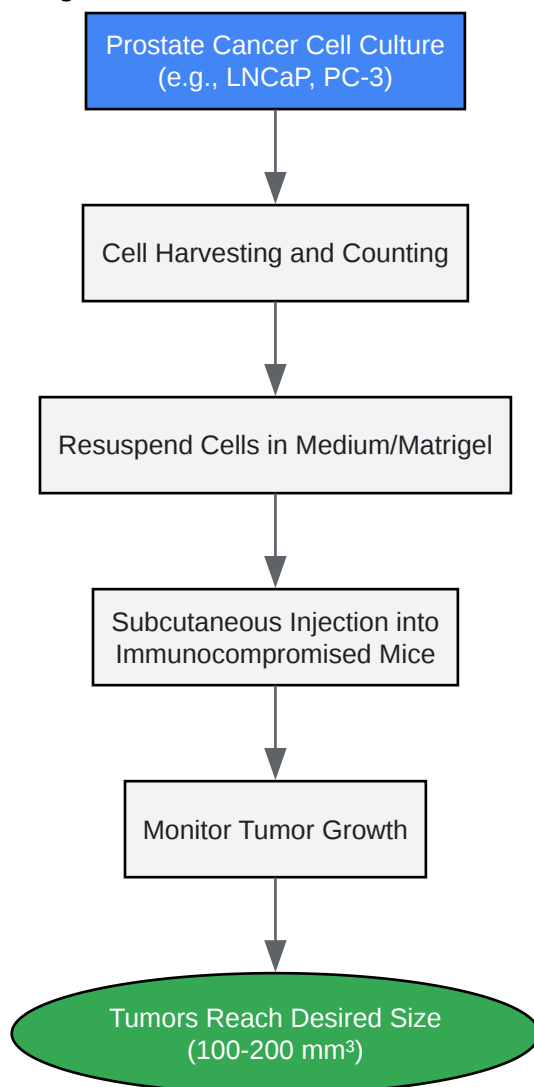 Prostate Cancer Cell Culture
(e.g., LNCaP, PC-3)
Cell Harvesting and Counting
Resuspend Cells in Medium/Matrigel
Subcutaneous Injection into
Immunocompromised Mice
Monitor Tumor Growth
Tumors Reach Desired Size
(100-200 mm³)